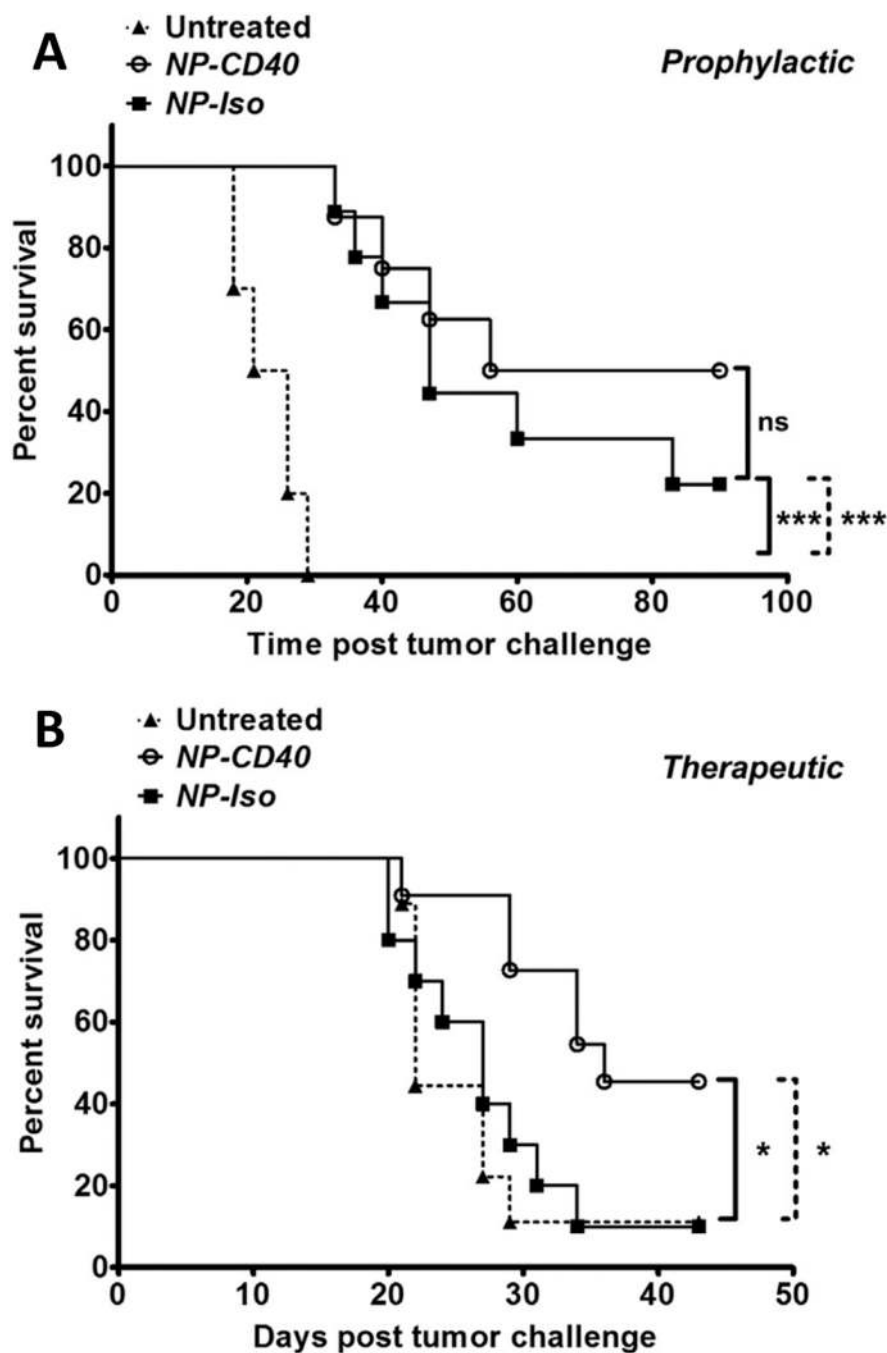 A
Untreated
NP-CD40
NP-Iso
Prophylactic
Percent survival
100
80
60
40
20
0
ns
*** ***
0 20 40 60 80 100
Time post tumor challenge
B
Untreated
NP-CD40
NP-Iso
Therapeutic
Percent survival
100
80
60
40
20
0
* *
0 10 20 30 40 50
Days post tumor challenge